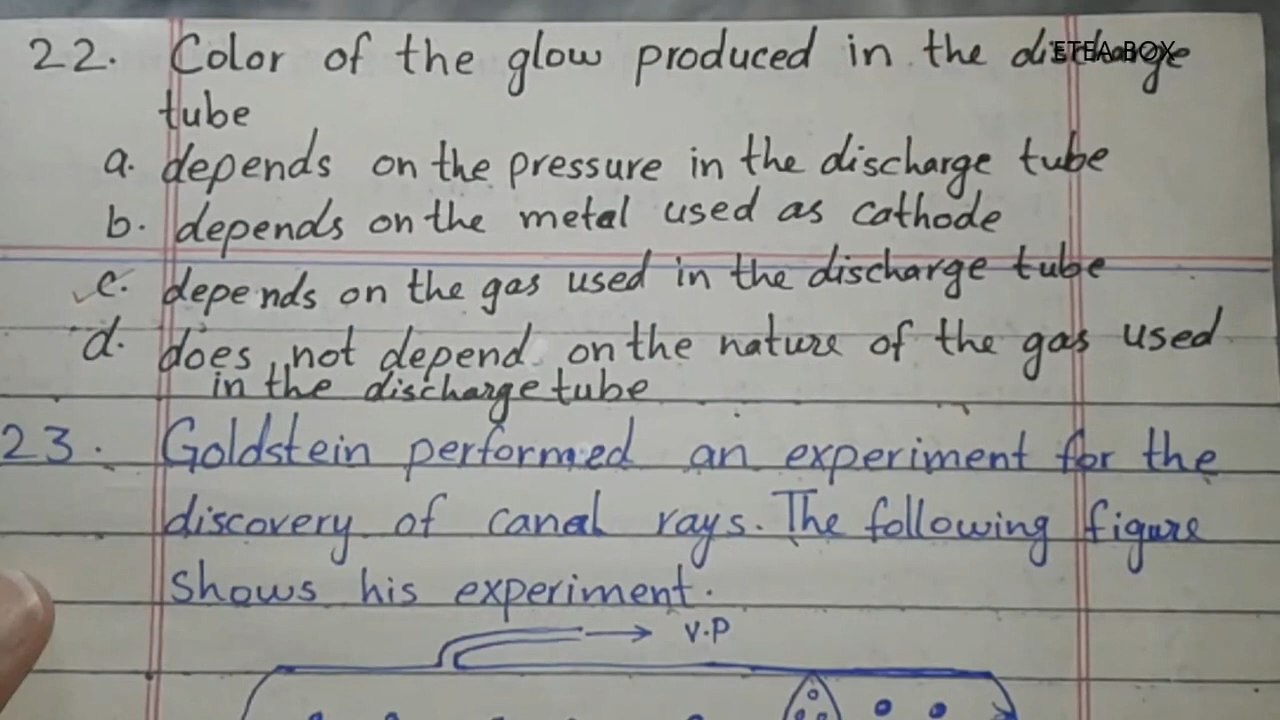 22. Color of the glow produced in the discharge
ETEA BOX
tube
a. depends on the pressure in the discharge tube
b. depends on the metal used as cathode
c. depends on the gas used in the discharge tube
d. does not depend on the nature of the gas used
in the discharge tube
23. Goldstein performed an experiment for the
discovery of canal rays. The following figure
shows his experiment.
V.P